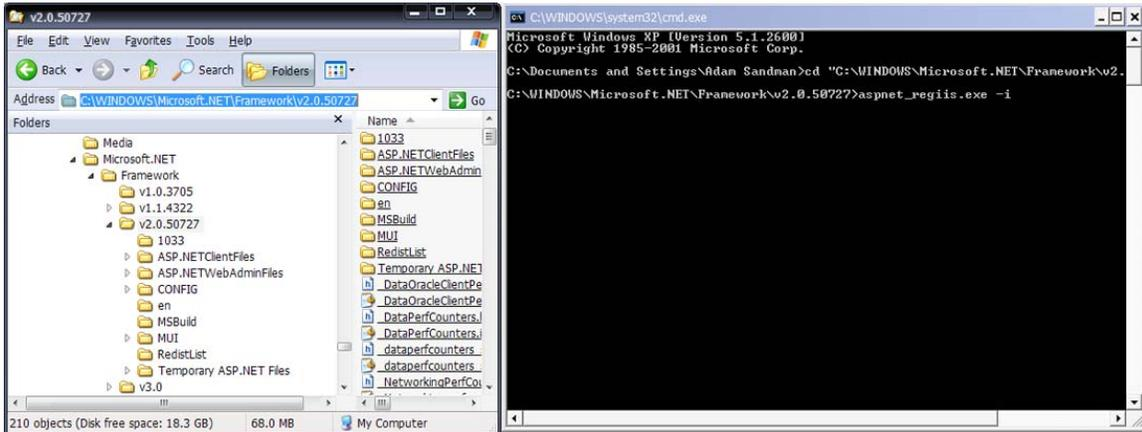 v2.0.50727
File Edit View Favorites Tools Help
Back Search Folders
Address C:\WINDOWS\Microsoft.NET\Framework\v2.0.50727 Go
Folders
Media
Microsoft.NET
Framework
v1.0.3705
v1.1.4322
v2.0.50727
1033
ASP.NETClientFiles
ASP.NETWebAdminFiles
CONFIG
en
MSBuild
MUI
RedistList
Temporary ASP.NET Files
v3.0
Name
1033
ASP.NETClientFiles
ASP.NETWebAdmin
CONFIG
en
MSBuild
MUI
RedistList
Temporary ASP.NET
_DataOracleClientPe
_DataOracleClientPe
_DataPerfCounters.
_DataPerfCounters.i
_dataperfcounters
_dataperfcounters
_NetworkingPerfCou
210 objects (Disk free space: 18.3 GB) 68.0 MB My Computer
C:\WINDOWS\system32\cmd.exe
Microsoft Windows XP [Version 5.1.2600]
(C) Copyright 1985-2001 Microsoft Corp.
C:\Documents and Settings\Adam Sandman>cd "C:\WINDOWS\Microsoft.NET\Framework\v2.
C:\WINDOWS\Microsoft.NET\Framework\v2.0.50727>aspnet_regiis.exe -i